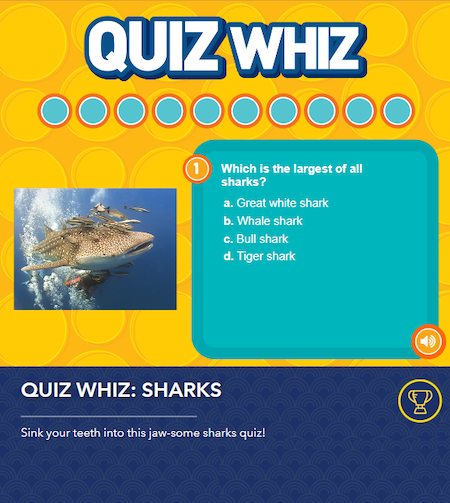 QUIZ WHIZ
1
Which is the largest of all
sharks?
a. Great white shark
b. Whale shark
c. Bull shark
d. Tiger shark
QUIZ WHIZ: SHARKS
Sink your teeth into this jaw-some sharks quiz!